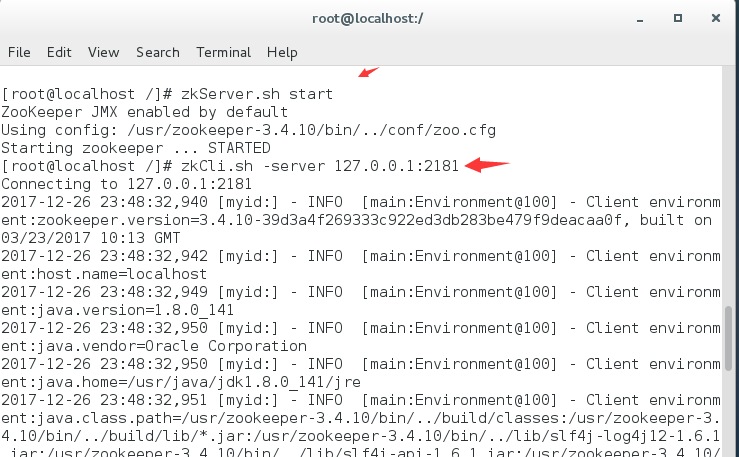 root@localhost:/
File Edit View Search Terminal Help
[root@localhost /]# zkServer.sh start
ZooKeeper JMX enabled by default
Using config: /usr/zookeeper-3.4.10/bin/../conf/zoo.cfg
Starting zookeeper ... STARTED
[root@localhost /]# zkCli.sh -server 127.0.0.1:2181
Connecting to 127.0.0.1:2181
2017-12-26 23:48:32,940 [myid:] - INFO  [main:Environment@100] - Client environm
ent:zookeeper.version=3.4.10-39d3a4f269333c922ed3db283be479f9deacaa0f, built on
03/23/2017 10:13 GMT
2017-12-26 23:48:32,942 [myid:] - INFO  [main:Environment@100] - Client environm
ent:host.name=localhost
2017-12-26 23:48:32,949 [myid:] - INFO  [main:Environment@100] - Client environm
ent:java.version=1.8.0_141
2017-12-26 23:48:32,950 [myid:] - INFO  [main:Environment@100] - Client environm
ent:java.vendor=Oracle Corporation
2017-12-26 23:48:32,950 [myid:] - INFO  [main:Environment@100] - Client environm
ent:java.home=/usr/java/jdk1.8.0_141/jre
2017-12-26 23:48:32,951 [myid:] - INFO  [main:Environment@100] - Client environm
ent:java.class.path=/usr/zookeeper-3.4.10/bin/../build/classes:/usr/zookeeper-3.
4.10/bin/../build/lib/*.jar:/usr/zookeeper-3.4.10/bin/../lib/slf4j-log4j12-1.6.1
.jar:/usr/zookeeper-3.4.10/bin/../lib/slf4j-api-1.6.1.jar:/usr/zookeeper-3.4.10/